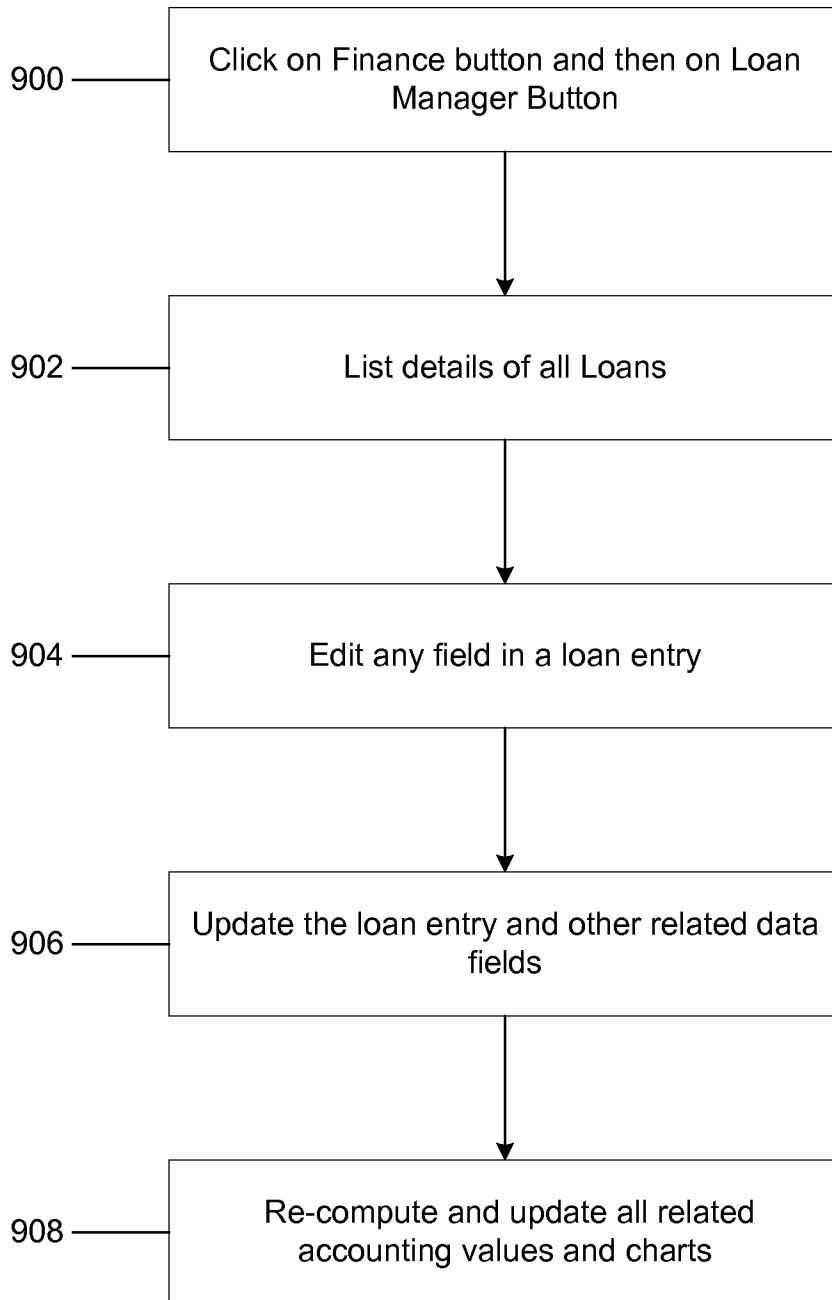 900
Click on Finance button and then on Loan
Manager Button
902
List details of all Loans
904
Edit any field in a loan entry
906
Update the loan entry and other related data
fields
908
Re-compute and update all related
accounting values and charts